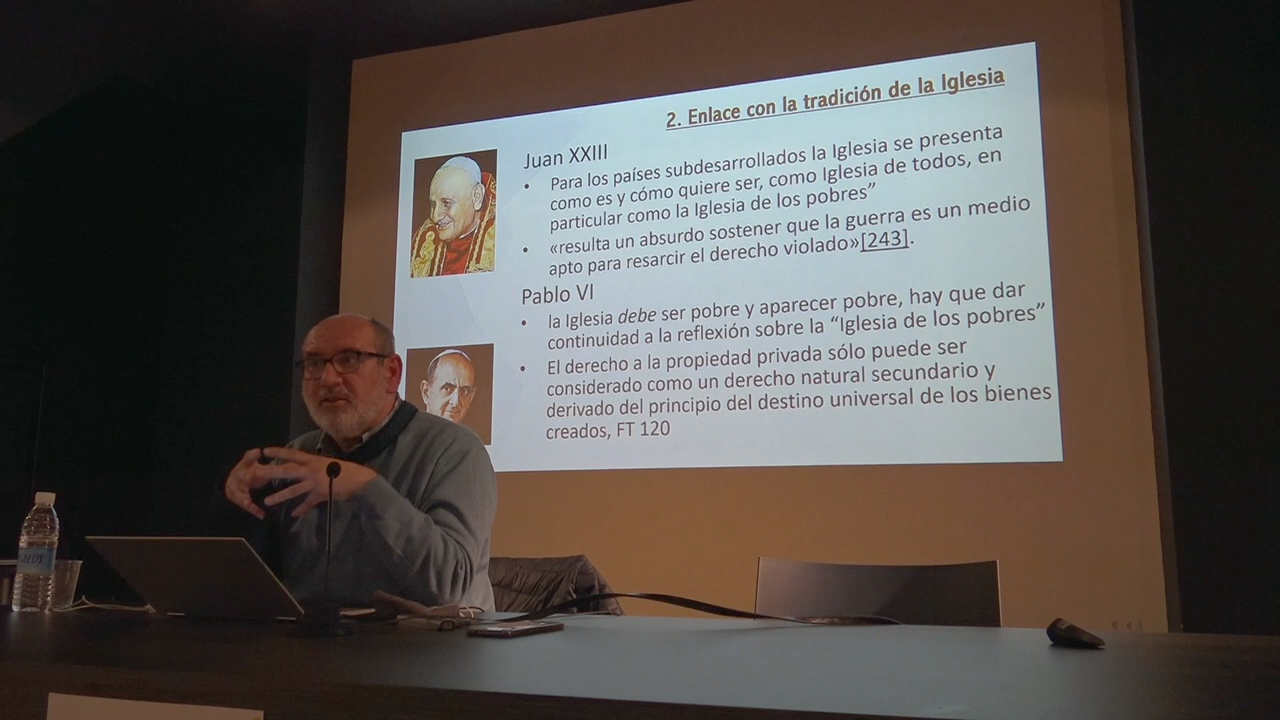 2. Enlace con la tradición de la Iglesia
Juan XXIII
• Para los países subdesarrollados la Iglesia se presenta
como es y cómo quiere ser, como Iglesia de todos, en
particular como la Iglesia de los pobres”
• «resulta un absurdo sostener que la guerra es un medio
apto para resarcir el derecho violado»[243].
Pablo VI
• la Iglesia debe ser pobre y aparecer pobre, hay que dar
continuidad a la reflexión sobre la “Iglesia de los pobres”
• El derecho a la propiedad privada sólo puede ser
considerado como un derecho natural secundario y
derivado del principio del destino universal de los bienes
creados, FT 120